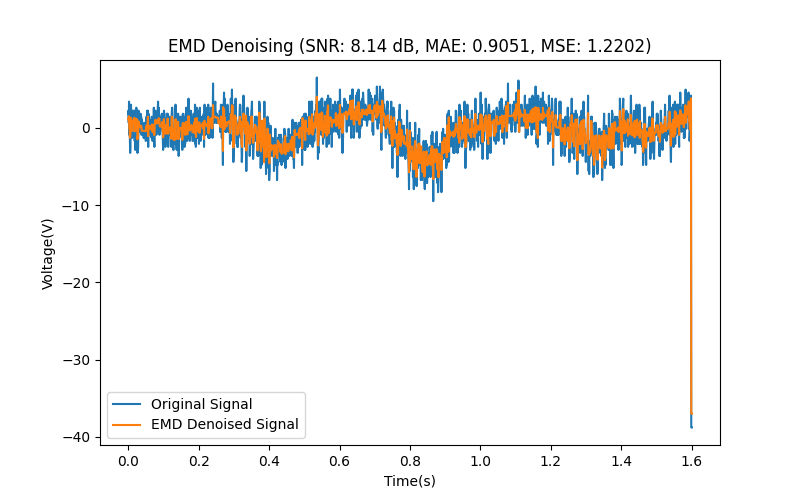 EMD Denoising (SNR: 8.14 dB, MAE: 0.9051, MSE: 1.2202)
Voltage(V)
0
−10
−20
−30
−40
Original Signal
EMD Denoised Signal
0.0 0.2 0.4 0.6 0.8 1.0 1.2 1.4 1.6
Time(s)